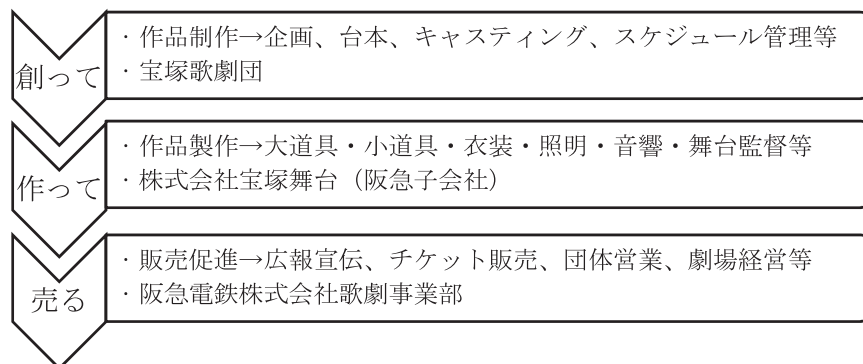 創って
・作品制作→企画、台本、キャスティング、スケジュール管理等
・宝塚歌劇団
作って
・作品製作→大道具・小道具・衣装・照明・音響・舞台監督等
・株式会社宝塚舞台（阪急子会社）
売る
・販売促進→広報宣伝、チケット販売、団体営業、劇場経営等
・阪急電鉄株式会社歌劇事業部